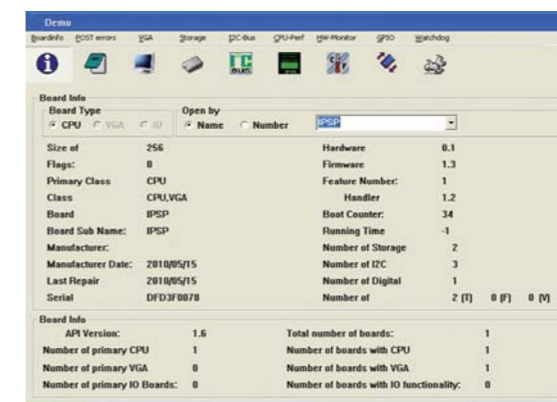 Demo
Boardinfo POST errors VGA Storage I2C-Bus CPU-Perf HW-Monitor GPIO Watchdog
I2C BUS
Board Info
Board Type Open by
CPU VGA IO Name Number IPSP
Size of 256 Hardware 0.1
Flags: 0 Firmware 1.3
Primary Class CPU Feature Number: 1
Class CPU,VGA Handler 1.2
Board IPSP Boot Counter: 34
Board Sub Name: IPSP Running Time -1
Manufacturer: Number of Storage 2
Manufacturer Date: 2010/05/15 Number of I2C 3
Last Repair 2010/05/15 Number of Digital 1
Serial DFD3F0078 Number of 2 (T) 0 (F) 0 (V)
Board Info
API Version: 1.6 Total number of boards: 1
Number of primary CPU 1 Number of boards with CPU 1
Number of primary VGA 0 Number of boards with VGA 1
Number of primary IO Boards: 0 Number of boards with IO functionality: 0